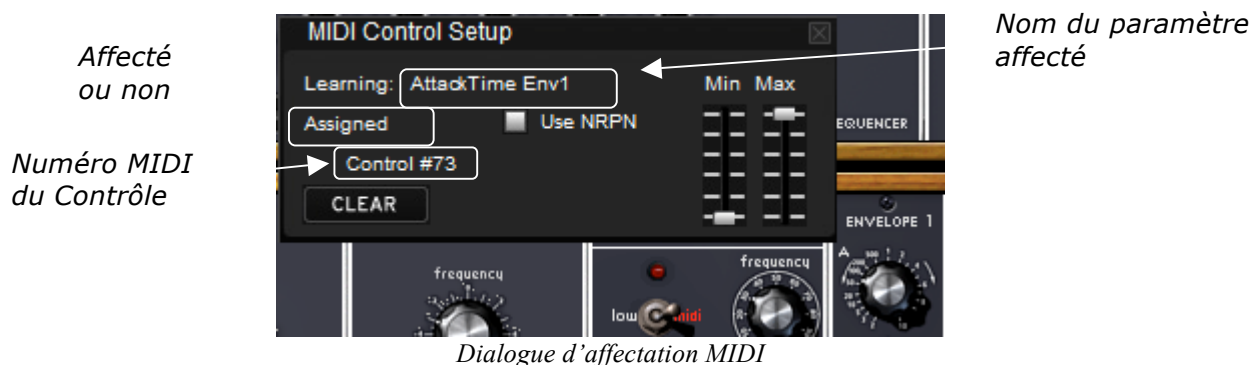 Nom du paramètre
affecté
Affecté
ou non
Numéro MIDI
du Contrôle
MIDI Control Setup
Learning: AttackTime Env1
Min Max
Assigned
Use NRPN
Control #73
CLEAR
EQUENCER
ENVELOPE 1
A
frequency
frequency
low midi
Dialogue d’affectation MIDI